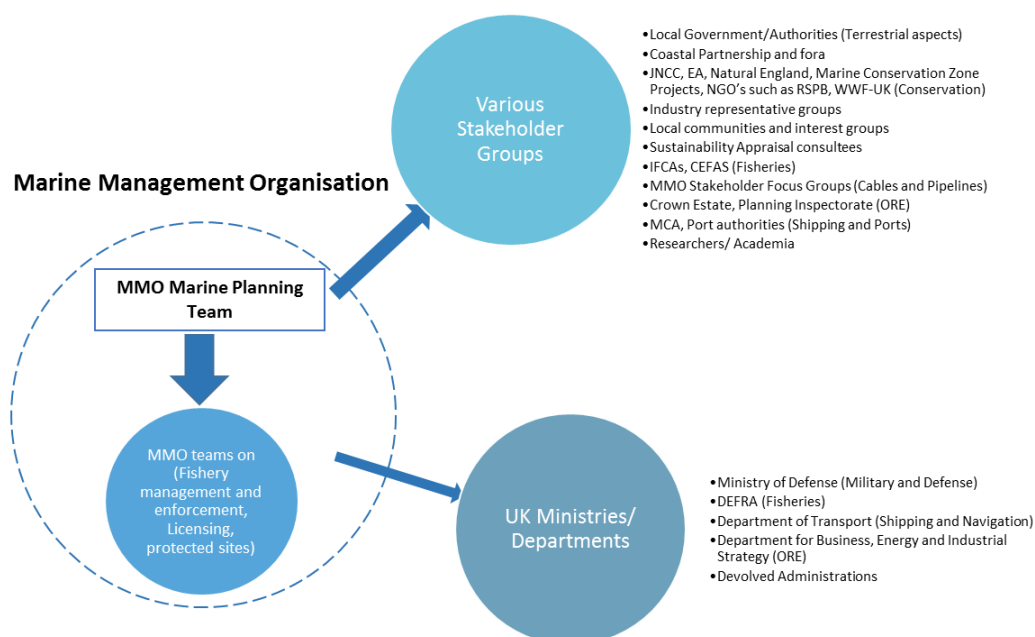 Marine Management Organisation
MMO Marine Planning
Team
MMO teams on
(Fishery
management and
enforcement,
Licensing,
protected sites)
Various
Stakeholder
Groups
•Local Government/Authorities (Terrestrial aspects)
•Coastal Partnership and fora
•JNCC, EA, Natural England, Marine Conservation Zone
Projects, NGO's such as RSPB, WWF-UK (Conservation)
•Industry representative groups
•Local communities and interest groups
•Sustainability Appraisal consultees
•IFCAs, CEFAS (Fisheries)
•MMO Stakeholder Focus Groups (Cables and Pipelines)
•Crown Estate, Planning Inspectorate (ORE)
•MCA, Port authorities (Shipping and Ports)
•Researchers/ Academia
UK Ministries/
Departments
•Ministry of Defense (Military and Defense)
•DEFRA (Fisheries)
•Department of Transport (Shipping and Navigation)
•Department for Business, Energy and Industrial
Strategy (ORE)
•Devolved Administrations